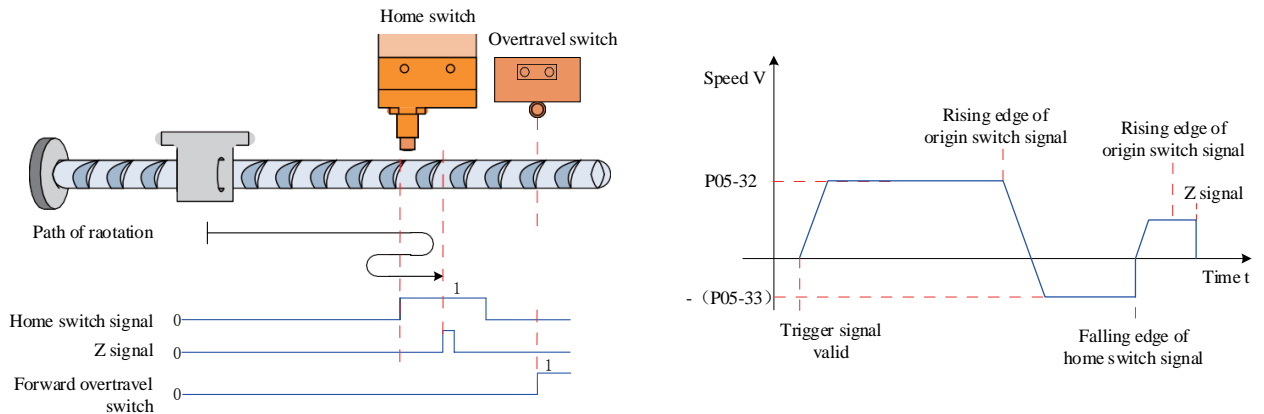 Home switch
Overtravel switch
Path of raotation
1
Home switch signal
0
Z signal
0
1
Forward overtravel
switch
0
Speed V
Rising edge of
origin switch signal
Rising edge of
origin switch signal
Z signal
P05-32
Time t
-（P05-33）
Trigger signal
valid
Falling edge of
home switch signal